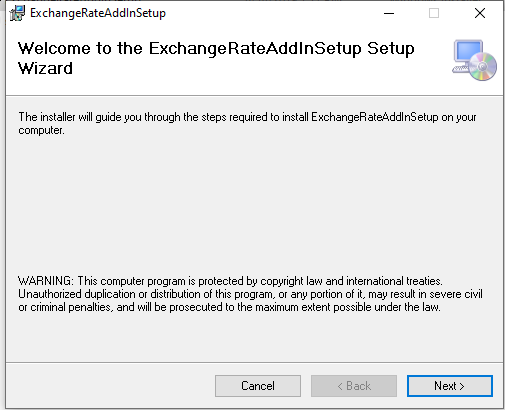 ExchangeRateAddInSetup
Welcome to the ExchangeRateAddInSetup Setup
Wizard
The installer will guide you through the steps required to install ExchangeRateAddInSetup on your
computer.
WARNING: This computer program is protected by copyright law and international treaties.
Unauthorized duplication or distribution of this program, or any portion of it, may result in severe civil
or criminal penalties, and will be prosecuted to the maximum extent possible under the law.
Cancel < Back Next >